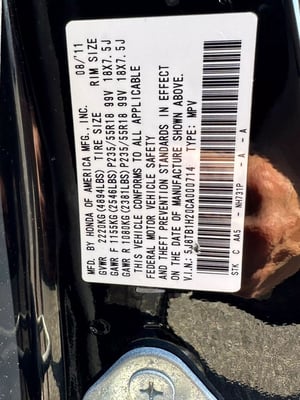 MFD. BY HONDA OF AMERICA MFG., INC. 08/11
GVWR 2220KG(4894LBS) TIRE SIZE RIM SIZE
GAWR F 1155KG(2546LBS) P235/55R18 99V 18X7.5J
GAWR R 1080KG(2381LBS) P235/55R18 99V 18X7.5J
THIS VEHICLE CONFORMS TO ALL APPLICABLE
FEDERAL MOTOR VEHICLE SAFETY
AND THEFT PREVENTION STANDARDS IN EFFECT
ON THE DATE OF MANUFACTURE SHOWN ABOVE.
V.I.N.: 5J8TB1H20CA000714 TYPE: MPV
STK C AA5 - NH731P - A - A